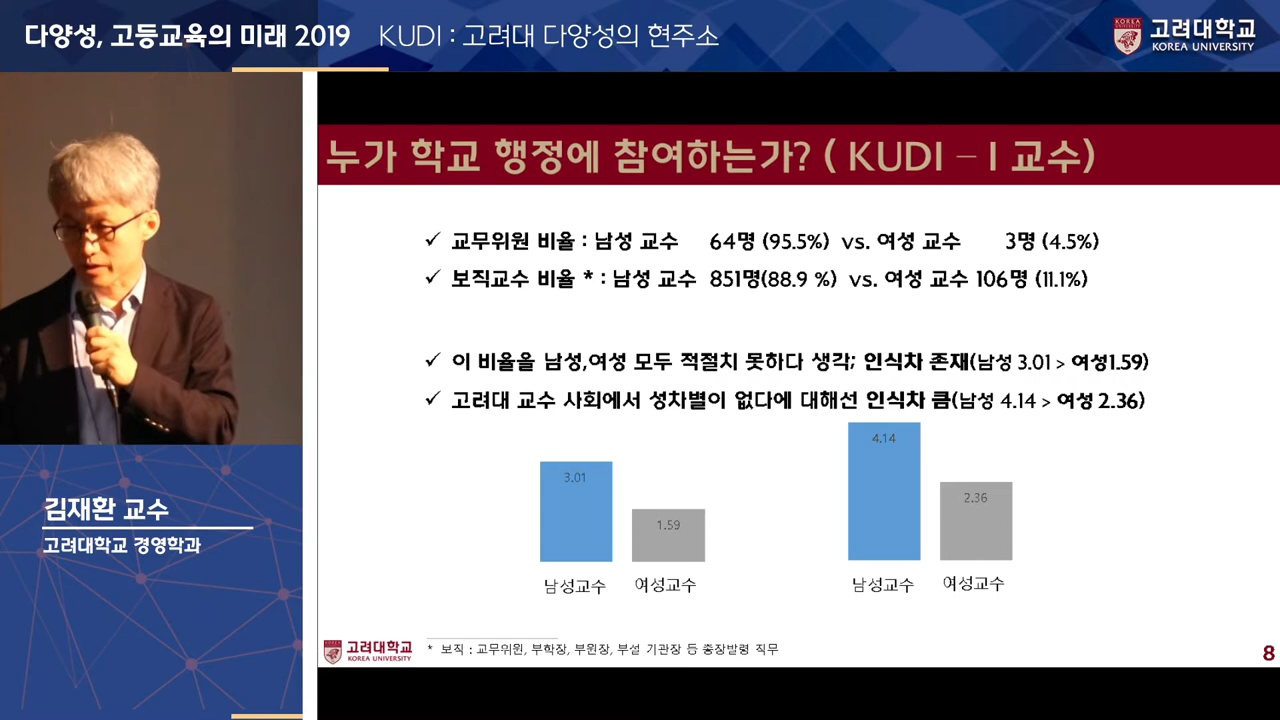 다양성, 고등교육의 미래 2019 KUDI : 고려대 다양성의 현주소
KOREA
고려대학교
KOREA UNIVERSITY
누가 학교 행정에 참여하는가? ( KUDI – I 교수)
✓ 교무위원 비율 : 남성 교수 64명 (95.5%) vs. 여성 교수 3명 (4.5%)
✓ 보직교수 비율 * : 남성 교수 851명(88.9 %) vs. 여성 교수 106명 (11.1%)
✓ 이 비율을 남성,여성 모두 적절치 못하다 생각; 인식차 존재(남성 3.01 > 여성1.59)
✓ 고려대 교수 사회에서 성차별이 없다에 대해선 인식차 큼(남성 4.14 > 여성 2.36)
3.01
1.59
남성교수 여성교수
4.14
2.36
남성교수 여성교수
김재환 교수
고려대학교 경영학과
고려대학교
KOREA UNIVERSITY
* 보직 : 교무위원, 부학장, 부원장, 부설 기관장 등 총장발령 직무
8